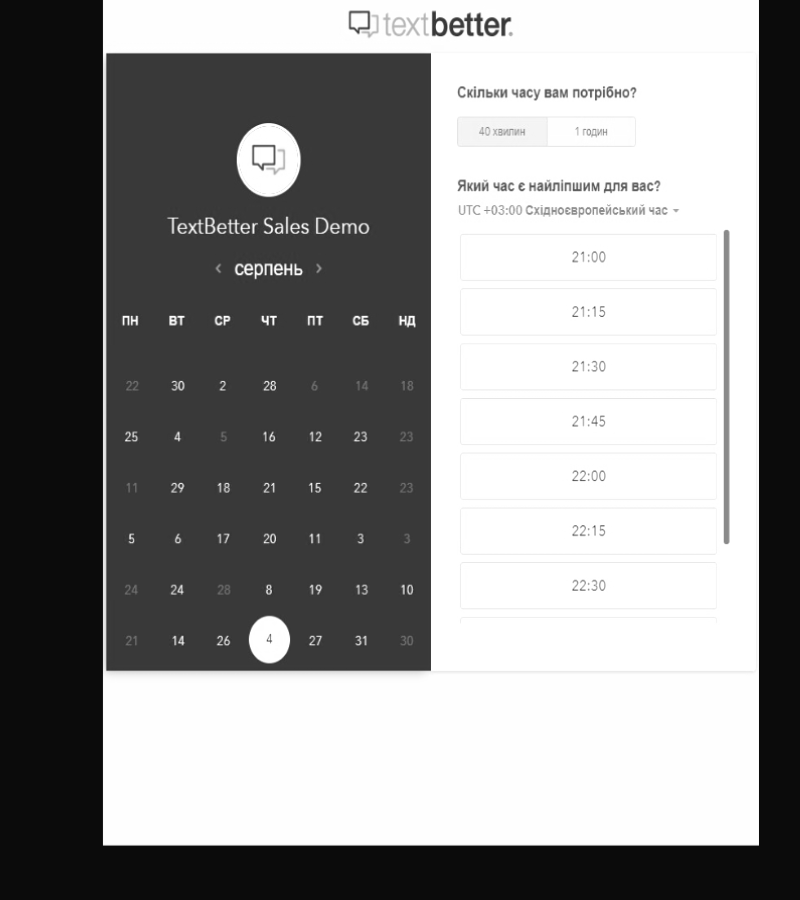 textbetter.
TextBetter Sales Demo
‹ серпень ›
ПН ВТ СР ЧТ ПТ СБ НД
22 30 2 28 6 14 18
25 4 5 16 12 23 23
11 29 18 21 15 22 23
5 6 17 20 11 3 3
24 24 28 8 19 13 10
21 14 26 4 27 31 30
Скільки часу вам потрібно?
40 хвилин 1 годин
Який час є найліпшим для вас?
UTC +03:00 Східноєвропейський час
21:00
21:15
21:30
21:45
22:00
22:15
22:30